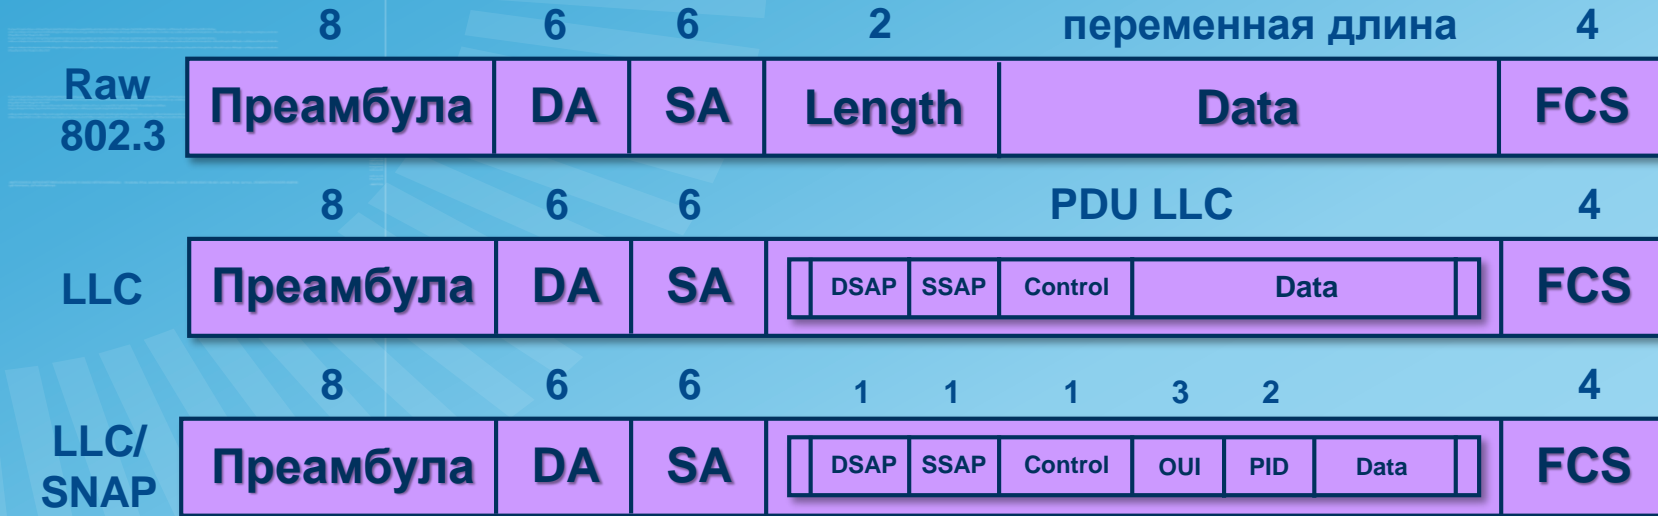 8 6 6 2 переменная длина 4
Raw
802.3
Преамбула DA SA Length Data FCS
8 6 6 PDU LLC 4
LLC
Преамбула DA SA DSAP SSAP Control Data FCS
8 6 6 1 1 1 3 2 4
LLC/
SNAP
Преамбула DA SA DSAP SSAP Control OUI PID Data FCS